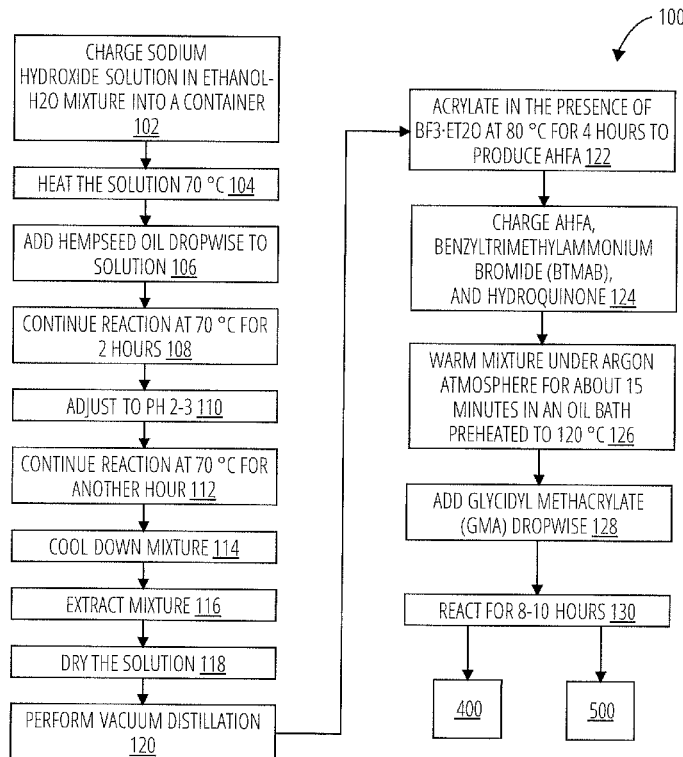 100
CHARGE SODIUM
HYDROXIDE SOLUTION IN ETHANOL-
H2O MIXTURE INTO A CONTAINER
102
HEAT THE SOLUTION 70 °C 104
ADD HEMPSEED OIL DROPWISE TO
SOLUTION 106
CONTINUE REACTION AT 70 °C FOR
2 HOURS 108
ADJUST TO PH 2-3 110
CONTINUE REACTION AT 70 °C FOR
ANOTHER HOUR 112
COOL DOWN MIXTURE 114
EXTRACT MIXTURE 116
DRY THE SOLUTION 118
PERFORM VACUUM DISTILLATION
120
ACRYLATE IN THE PRESENCE OF
BF3·ET2O AT 80 °C FOR 4 HOURS TO
PRODUCE AHFA 122
CHARGE AHFA,
BENZYLTRIMETHYLAMMONIUM
BROMIDE (BTMAB),
AND HYDROQUINONE 124
WARM MIXTURE UNDER ARGON
ATMOSPHERE FOR ABOUT 15
MINUTES IN AN OIL BATH
PREHEATED TO 120 °C 126
ADD GLYCIDYL METHACRYLATE
(GMA) DROPWISE 128
REACT FOR 8-10 HOURS 130
400
500